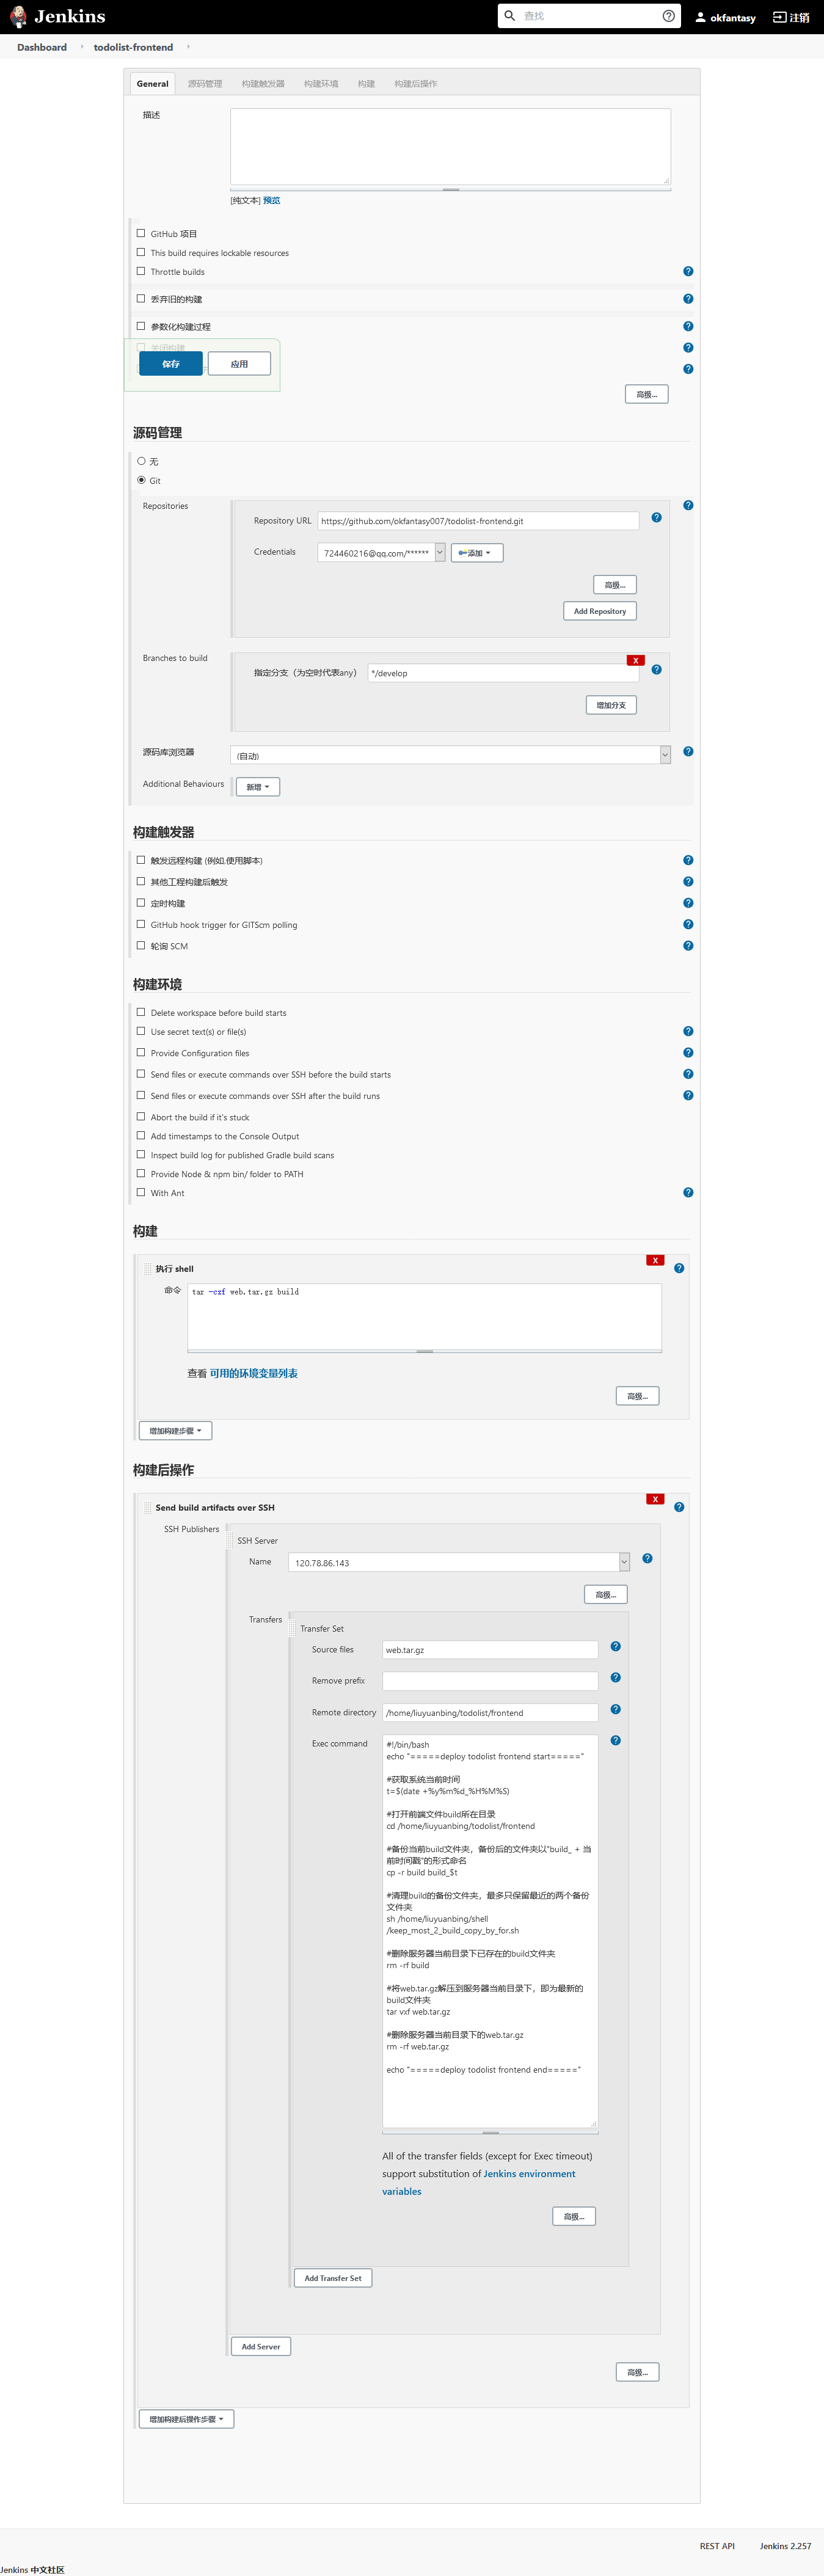 Jenkins
查找
okfantasy
注销
Dashboard
todolist-frontend
General
源码管理
构建触发器
构建环境
构建
构建后操作
描述
[纯文本] 预览
GitHub 项目
This build requires lockable resources
Throttle builds
丢弃旧的构建
参数化构建过程
关闭构建
保存
应用
高级...
源码管理
无
Git
Repositories
Repository URL
https://github.com/okfantasy007/todolist-frontend.git
Credentials
724460216@qq.com/******
添加
高级...
Add Repository
Branches to build
X
指定分支（为空时代表any）
*/develop
增加分支
源码库浏览器
(自动)
Additional Behaviours
新增
构建触发器
触发远程构建 (例如,使用脚本)
其他工程构建后触发
定时构建
GitHub hook trigger for GITScm polling
轮询 SCM
构建环境
Delete workspace before build starts
Use secret text(s) or file(s)
Provide Configuration files
Send files or execute commands over SSH before the build starts
Send files or execute commands over SSH after the build runs
Abort the build if it's stuck
Add timestamps to the Console Output
Inspect build log for published Gradle build scans
Provide Node & npm bin/ folder to PATH
With Ant
构建
X
执行 shell
命令
tar -czf web.tar.gz build
查看 可用的环境变量列表
高级...
增加构建步骤
构建后操作
X
Send build artifacts over SSH
SSH Publishers
SSH Server
Name
120.78.86.143
高级...
Transfers
Transfer Set
Source files
web.tar.gz
Remove prefix
Remote directory
/home/liuyuanbing/todolist/frontend
Exec command
#!/bin/bash
echo "=====deploy todolist frontend start====="
#获取系统当前时间
t=$(date +%y%m%d_%H%M%S)
#打开前端文件build所在目录
cd /home/liuyuanbing/todolist/frontend
#备份当前build文件夹，备份后的文件夹以"build_ + 当
前时间戳"的形式命名
cp -r build build_$t
#清理build的备份文件夹，最多只保留最近的两个备份
文件夹
sh /home/liuyuanbing/shell
/keep_most_2_build_copy_by_for.sh
#删除服务器当前目录下已存在的build文件夹
rm -rf build
#将web.tar.gz解压到服务器当前目录下，即为最新的
build文件夹
tar vxf web.tar.gz
#删除服务器当前目录下的web.tar.gz
rm -rf web.tar.gz
echo "=====deploy todolist frontend end====="
All of the transfer fields (except for Exec timeout)
support substitution of Jenkins environment
variables
高级...
Add Transfer Set
Add Server
高级...
增加构建后操作步骤
REST API
Jenkins 2.257
Jenkins 中文社区